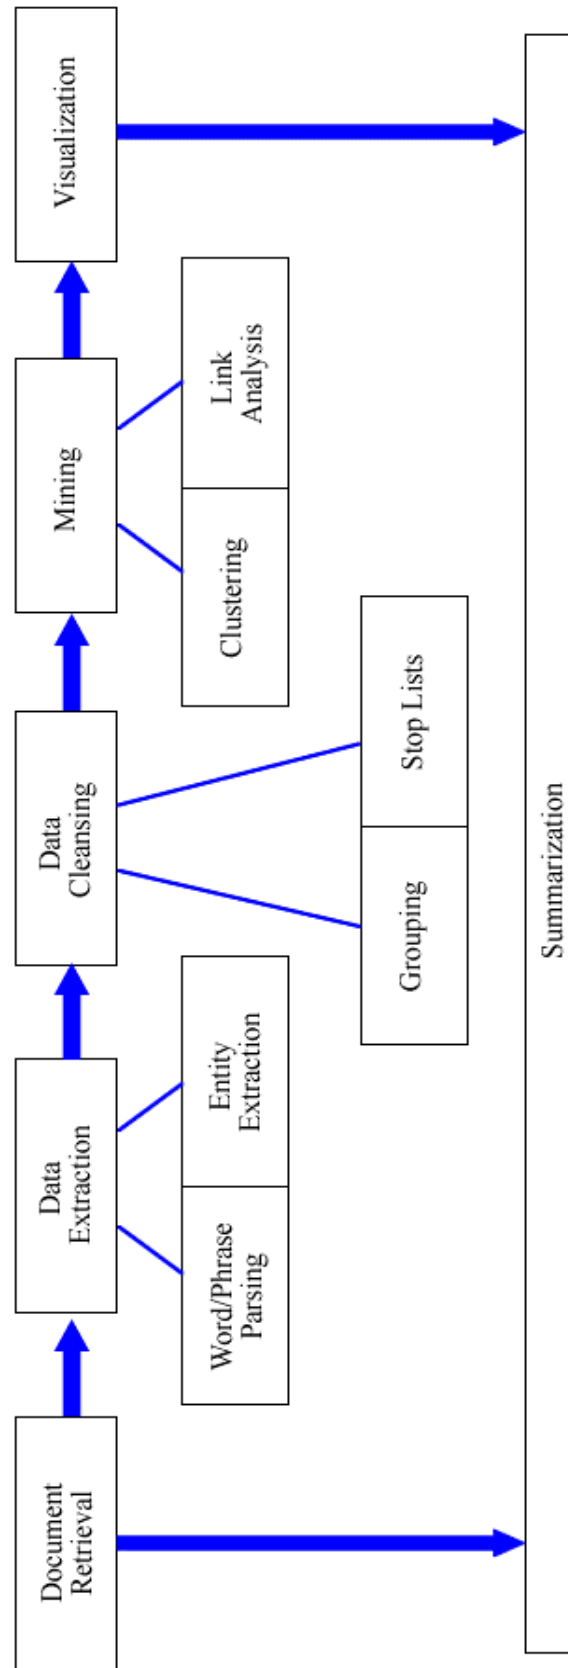 Document
Retrieval
Data
Extraction
Data
Cleansing
Mining
Visualization
Word/Phrase
Parsing
Entity
Extraction
Clustering
Link
Analysis
Grouping
Stop Lists
Summarization